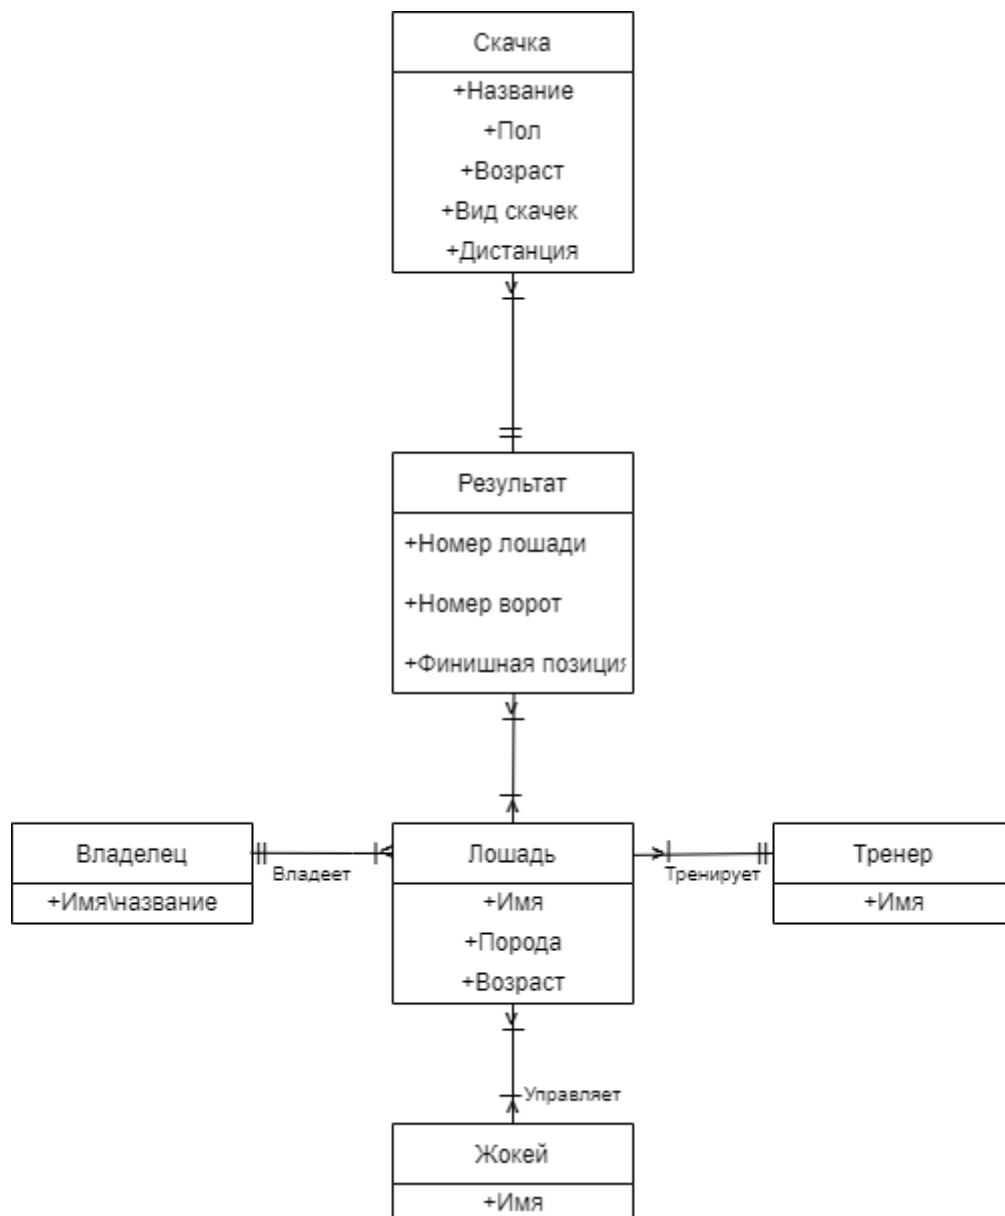 Скачка
+Название
+Пол
+Возраст
+Вид скачек
+Дистанция
Результат
+Номер лошади
+Номер ворот
+Финишная позиция
Владелец
+Имя\название
Владеет
Лошадь
+Имя
+Порода
+Возраст
Тренирует
Тренер
+Имя
Управляет
Жокей
+Имя